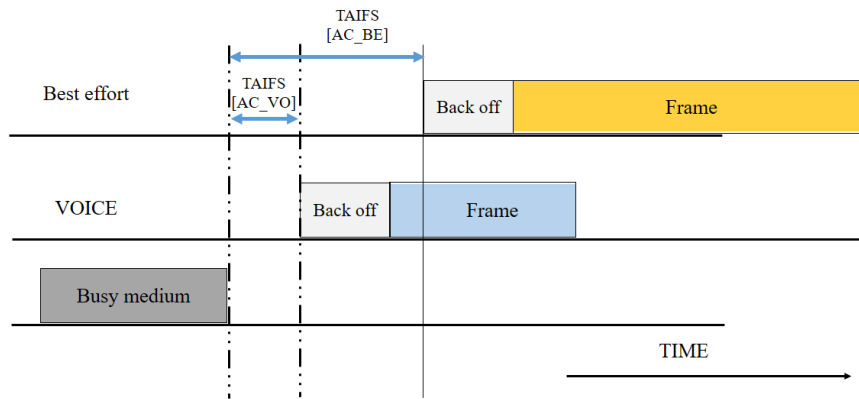 TAIFS
[AC_BE]
TAIFS
[AC_VO]
Best effort
Back off
Frame
VOICE
Back off
Frame
Busy medium
TIME